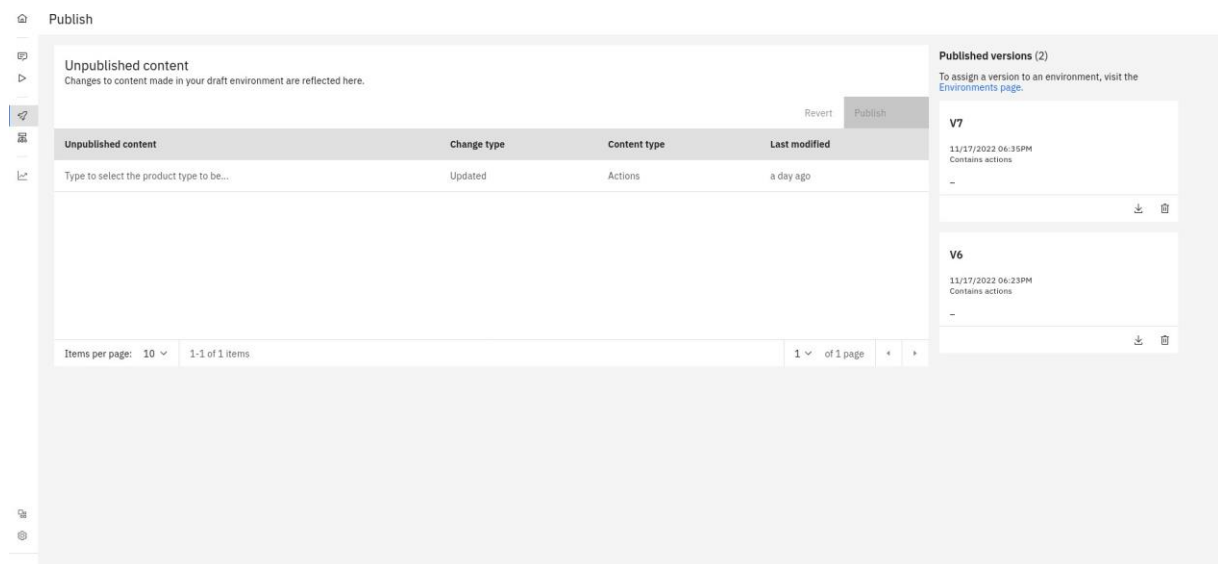 Publish
Unpublished content
Changes to content made in your draft environment are reflected here.
Revert Publish
Unpublished content Change type Content type Last modified
Type to select the product type to be... Updated Actions a day ago
Items per page: 10 1-1 of 1 items 1 of 1 page
Published versions (2)
To assign a version to an environment, visit the
Environments page.
V7
11/17/2022 06:35PM
Contains actions
–
V6
11/17/2022 06:23PM
Contains actions
–